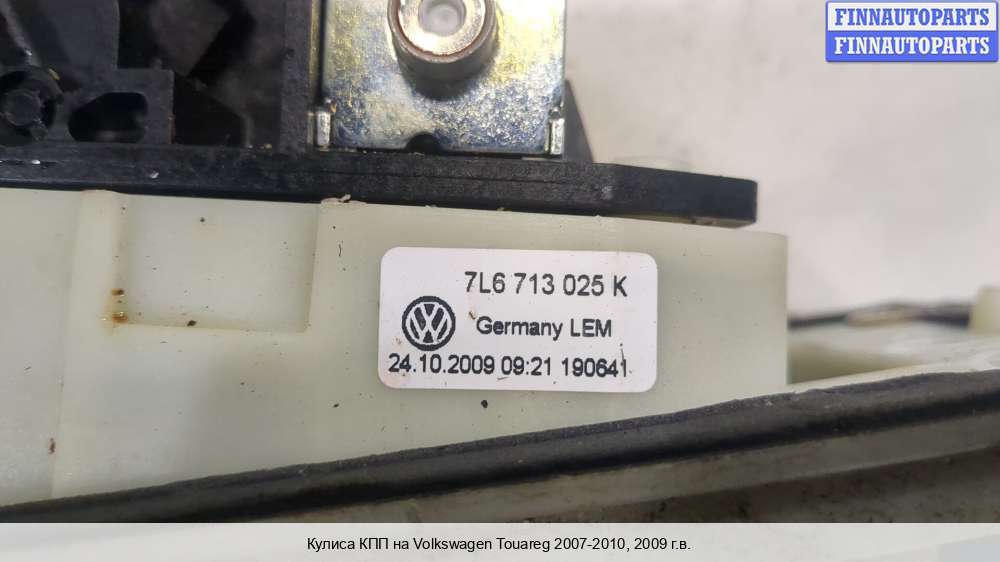 FINNAUTOPARTS
FINNAUTOPARTS
7L6 713 025 K
Germany LEM
24.10.2009 09:21 190641
Кулиса КПП на Volkswagen Touareg 2007-2010, 2009 г.в.